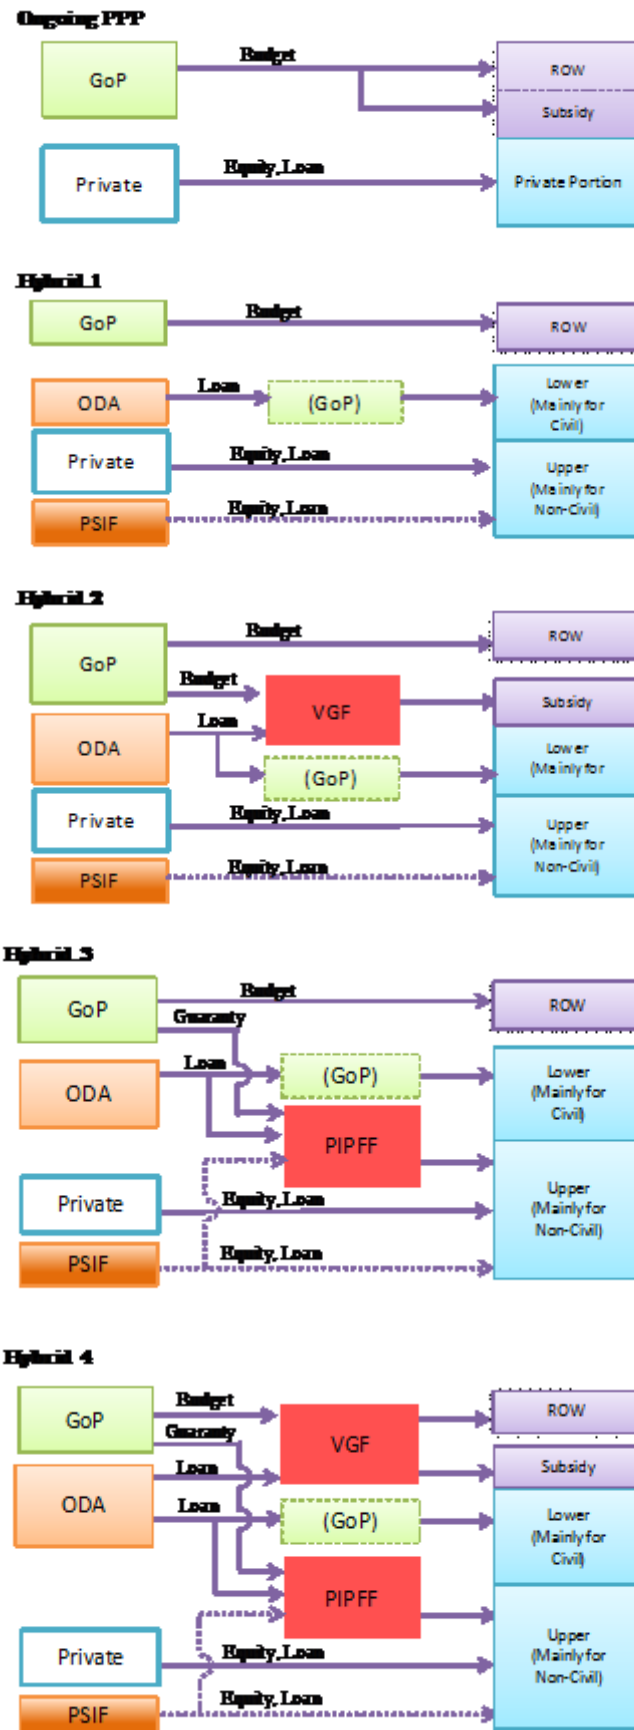 Ongoing PPP
GoP
Budget
ROW
Subsidy
Private
Equity, Loan
Private Portion
Hybrid 1
GoP
Budget
ROW
ODA
Loan
(GoP)
Lower
(Mainly for
Civil)
Private
Equity, Loan
Upper
(Mainly for
Non-Civil)
PSIF
Equity, Loan
Hybrid 2
GoP
Budget
ROW
Budget
VGF
Subsidy
ODA
Loan
(GoP)
Lower
(Mainly for
Private
Equity, Loan
Upper
(Mainly for
Non-Civil)
PSIF
Equity, Loan
Hybrid 3
GoP
Budget
ROW
Guaranty
ODA
Loan
(GoP)
Lower
(Mainly for
Civil)
PIPFF
Private
Equity, Loan
Upper
(Mainly for
Non-Civil)
PSIF
Equity, Loan
Hybrid 4
GoP
Budget
Guaranty
VGF
ROW
Loan
Subsidy
ODA
Loan
(GoP)
Lower
(Mainly for
Civil)
PIPFF
Private
Equity, Loan
Upper
(Mainly for
Non-Civil)
PSIF
Equity, Loan